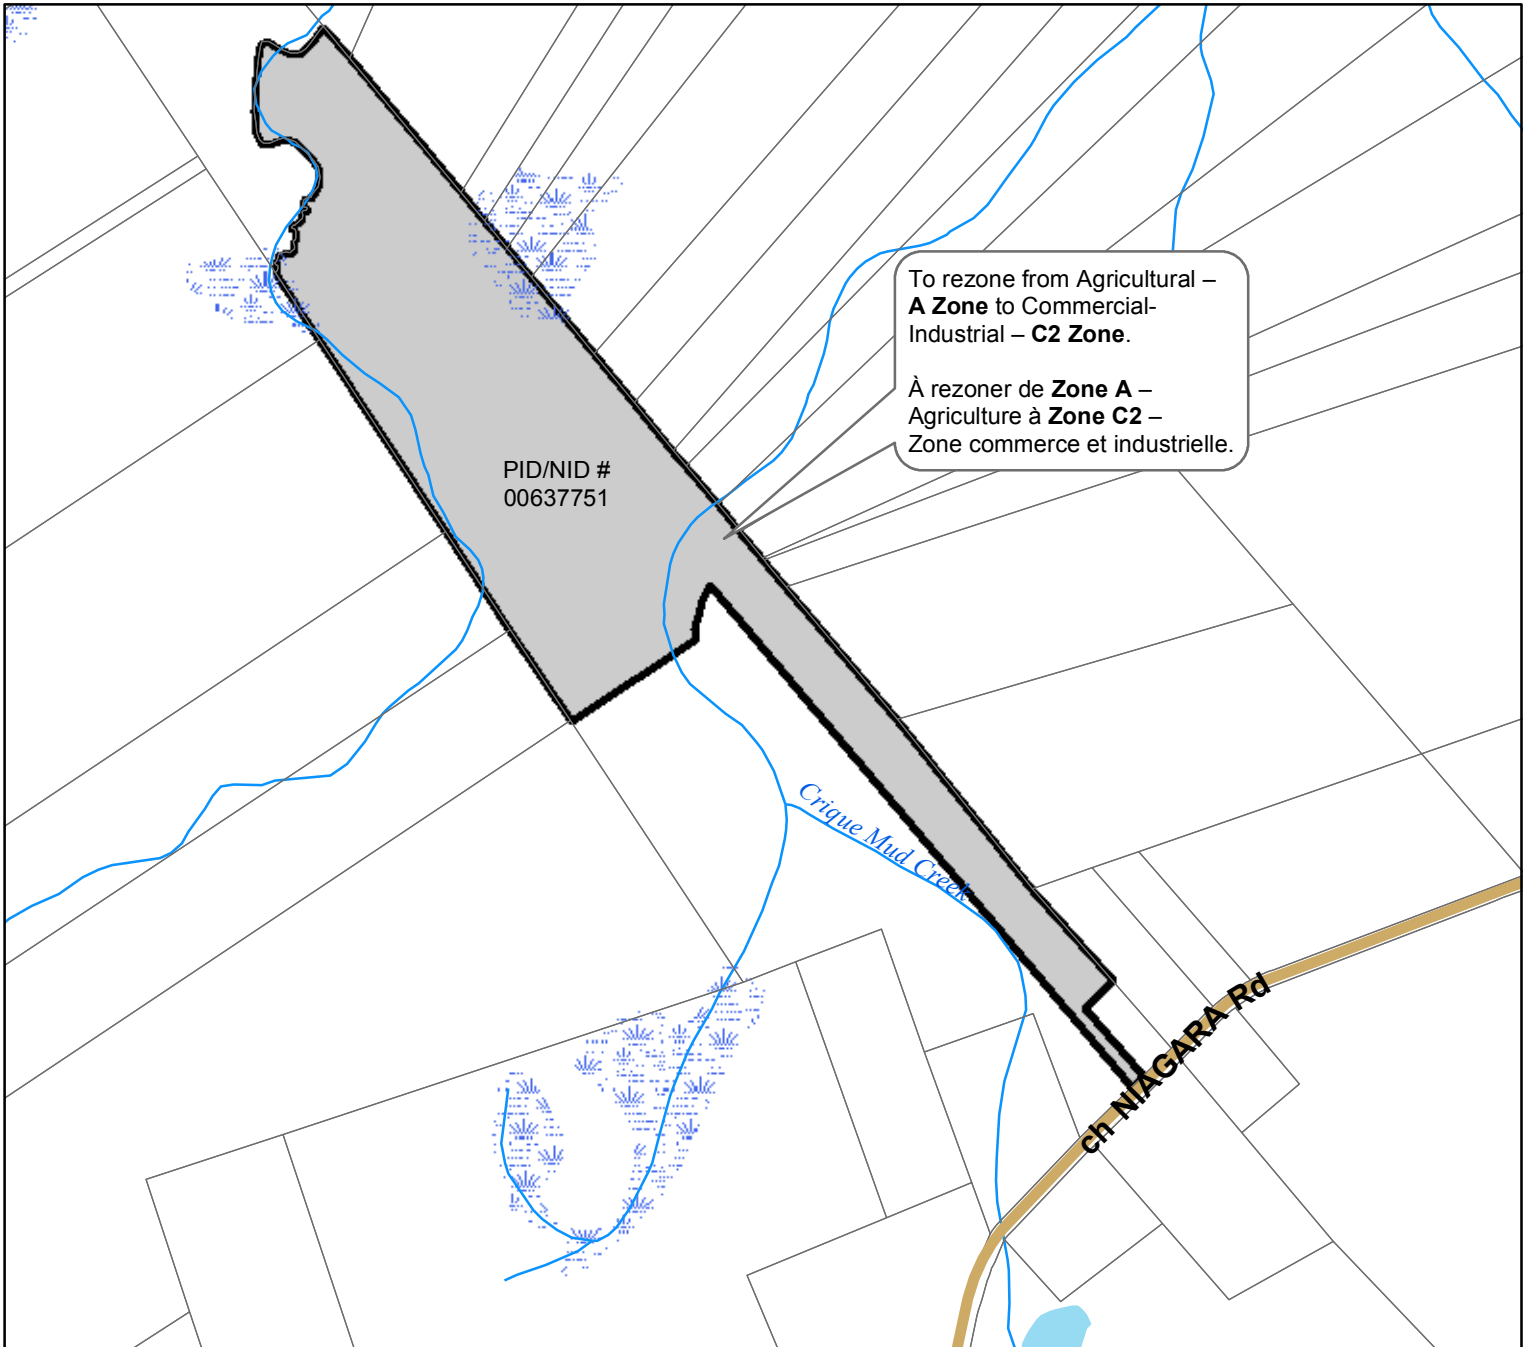 To rezone from Agricultural –
A Zone to Commercial-
Industrial – C2 Zone.
À rezoner de Zone A –
Agriculture à Zone C2 –
Zone commerce et industrielle.
PID/NID #
00637751
Crique Mud Creek
ch NIAGARA Rd